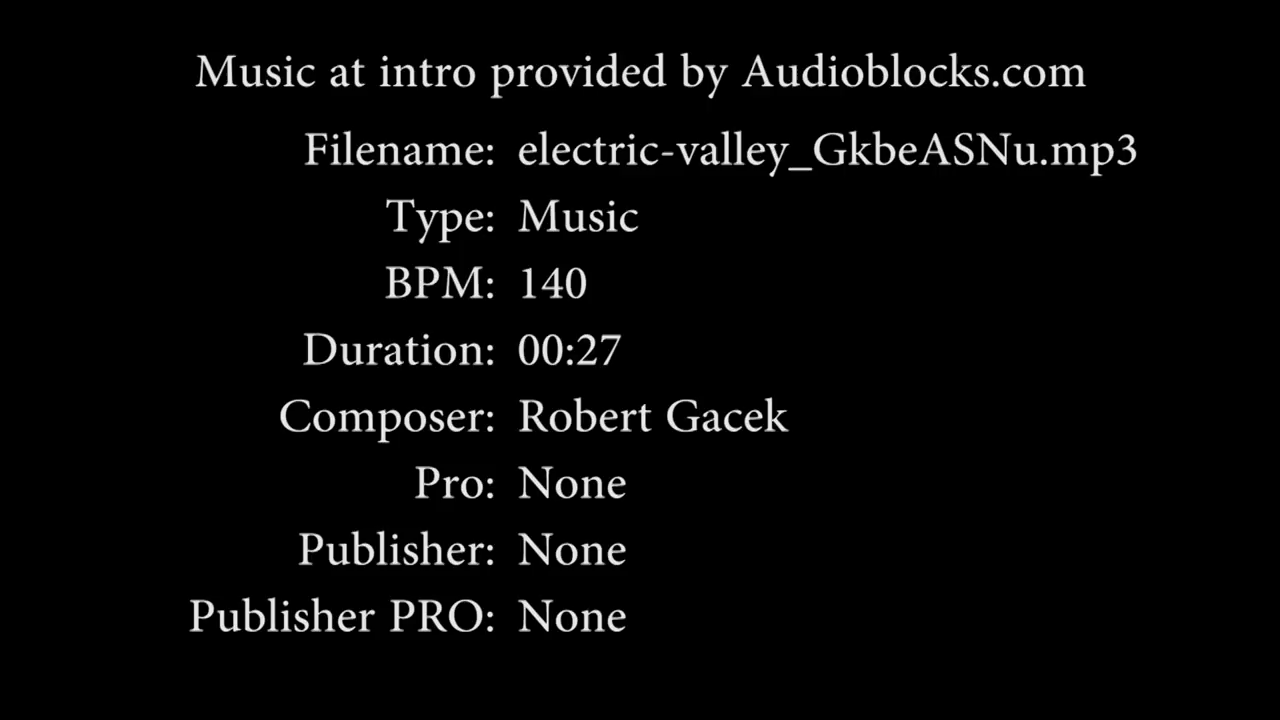 Music at intro provided by Audioblocks.com
Filename: electric-valley_GkbeASNu.mp3
Type: Music
BPM: 140
Duration: 00:27
Composer: Robert Gacek
Pro: None
Publisher: None
Publisher PRO: None